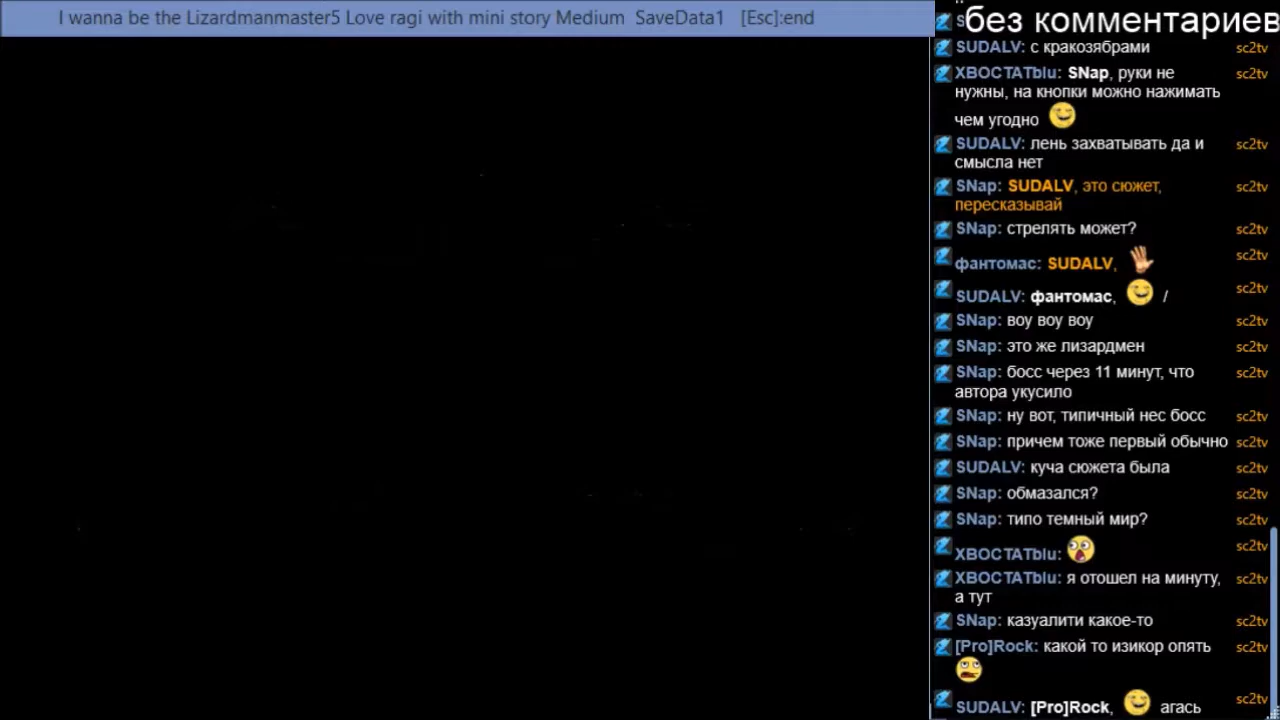 I wanna be the Lizardmanmaster5 Love ragi with mini story Medium SaveData1 [Esc]:end
без комментариев
SUDALV: с кракозябрами sc2tv
XBOCTATblu: SNap, руки не sc2tv
нужны, на кнопки можно нажимать
чем угодно
SUDALV: лень захватывать да и sc2tv
смысла нет
SNap: SUDALV, это сюжет, sc2tv
пересказывай
SNap: стрелять может? sc2tv
фантомас: SUDALV, sc2tv
SUDALV: фантомас, / sc2tv
SNap: воу воу воу sc2tv
SNap: это же лизардмен sc2tv
SNap: босс через 11 минут, что sc2tv
автора укусило
SNap: ну вот, типичный нес босс sc2tv
SNap: причем тоже первый обычно sc2tv
SUDALV: куча сюжета была sc2tv
SNap: обмазался? sc2tv
SNap: типо темный мир? sc2tv
XBOCTATblu: sc2tv
XBOCTATblu: я отошел на минуту, sc2tv
а тут
SNap: казуалити какое-то sc2tv
[Pro]Rock: какой то изикор опять sc2tv
SUDALV: [Pro]Rock, агась sc2tv